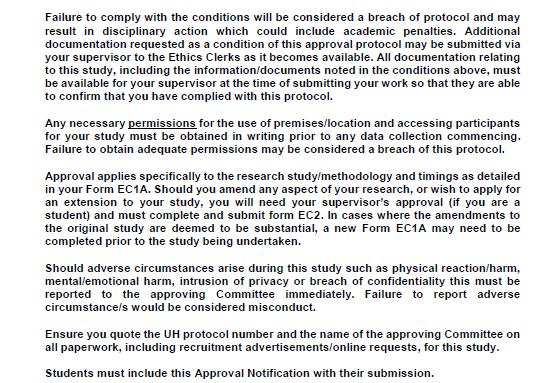 Failure to comply with the conditions will be considered a breach of protocol and may
result in disciplinary action which could include academic penalties. Additional
documentation requested as a condition of this approval protocol may be submitted via
your supervisor to the Ethics Clerks as it becomes available. All documentation relating
to this study, including the information/documents noted in the conditions above, must
be available for your supervisor at the time of submitting your work so that they are able
to confirm that you have complied with this protocol.
Any necessary permissions for the use of premises/location and accessing participants
for your study must be obtained in writing prior to any data collection commencing.
Failure to obtain adequate permissions may be considered a breach of this protocol.
Approval applies specifically to the research study/methodology and timings as detailed
in your Form EC1A. Should you amend any aspect of your research, or wish to apply for
an extension to your study, you will need your supervisor's approval (if you are a
student) and must complete and submit form EC2. In cases where the amendments to
the original study are deemed to be substantial, a new Form EC1A may need to be
completed prior to the study being undertaken.
Should adverse circumstances arise during this study such as physical reaction/harm,
mental/emotional harm, intrusion of privacy or breach of confidentiality this must be
reported to the approving Committee immediately. Failure to report adverse
circumstance/s would be considered misconduct.
Ensure you quote the UH protocol number and the name of the approving Committee on
all paperwork, including recruitment advertisements/online requests, for this study.
Students must include this Approval Notification with their submission.